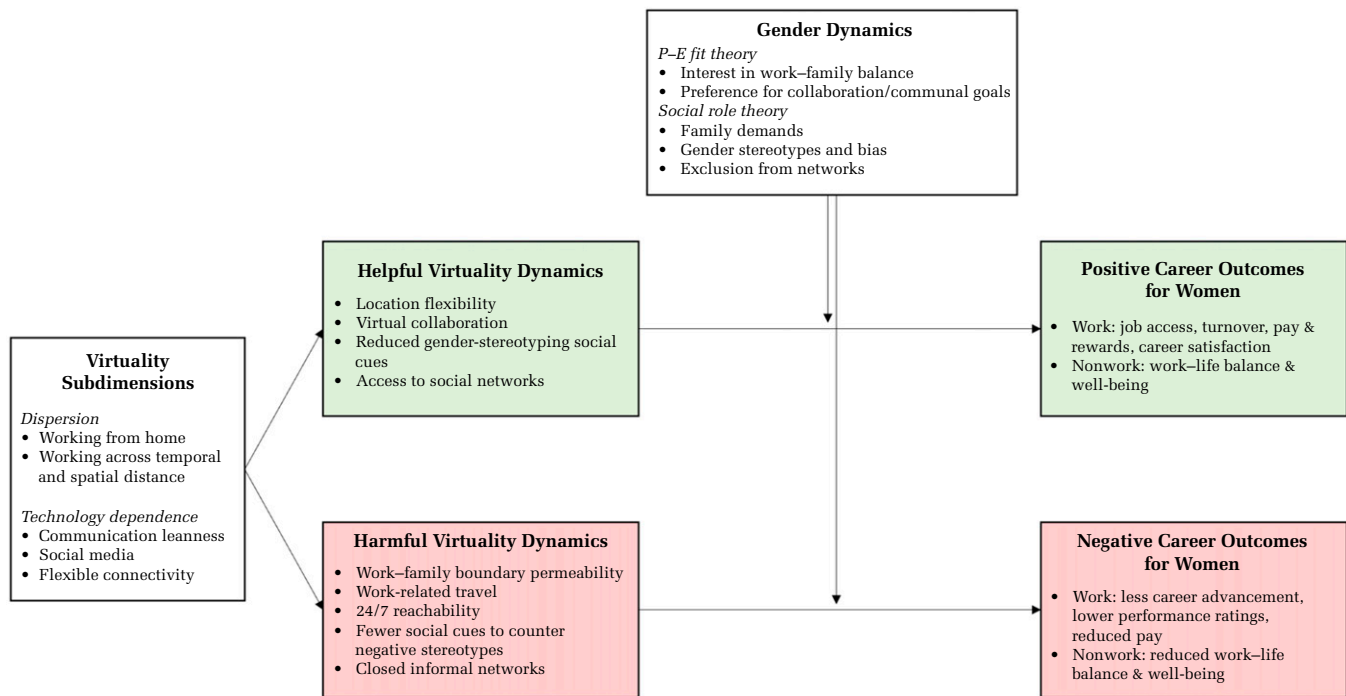 Gender Dynamics
P–E fit theory
• Interest in work–family balance
• Preference for collaboration/communal goals
Social role theory
• Family demands
• Gender stereotypes and bias
• Exclusion from networks
Virtuality
Subdimensions
Dispersion
• Working from home
• Working across temporal
and spatial distance
Technology dependence
• Communication leanness
• Social media
• Flexible connectivity
Helpful Virtuality Dynamics
• Location flexibility
• Virtual collaboration
• Reduced gender-stereotyping social
cues
• Access to social networks
Positive Career Outcomes
for Women
• Work: job access, turnover, pay &
rewards, career satisfaction
• Nonwork: work–life balance &
well-being
Harmful Virtuality Dynamics
• Work–family boundary permeability
• Work-related travel
• 24/7 reachability
• Fewer social cues to counter
negative stereotypes
• Closed informal networks
Negative Career Outcomes
for Women
• Work: less career advancement,
lower performance ratings,
reduced pay
• Nonwork: reduced work–life
balance & well-being